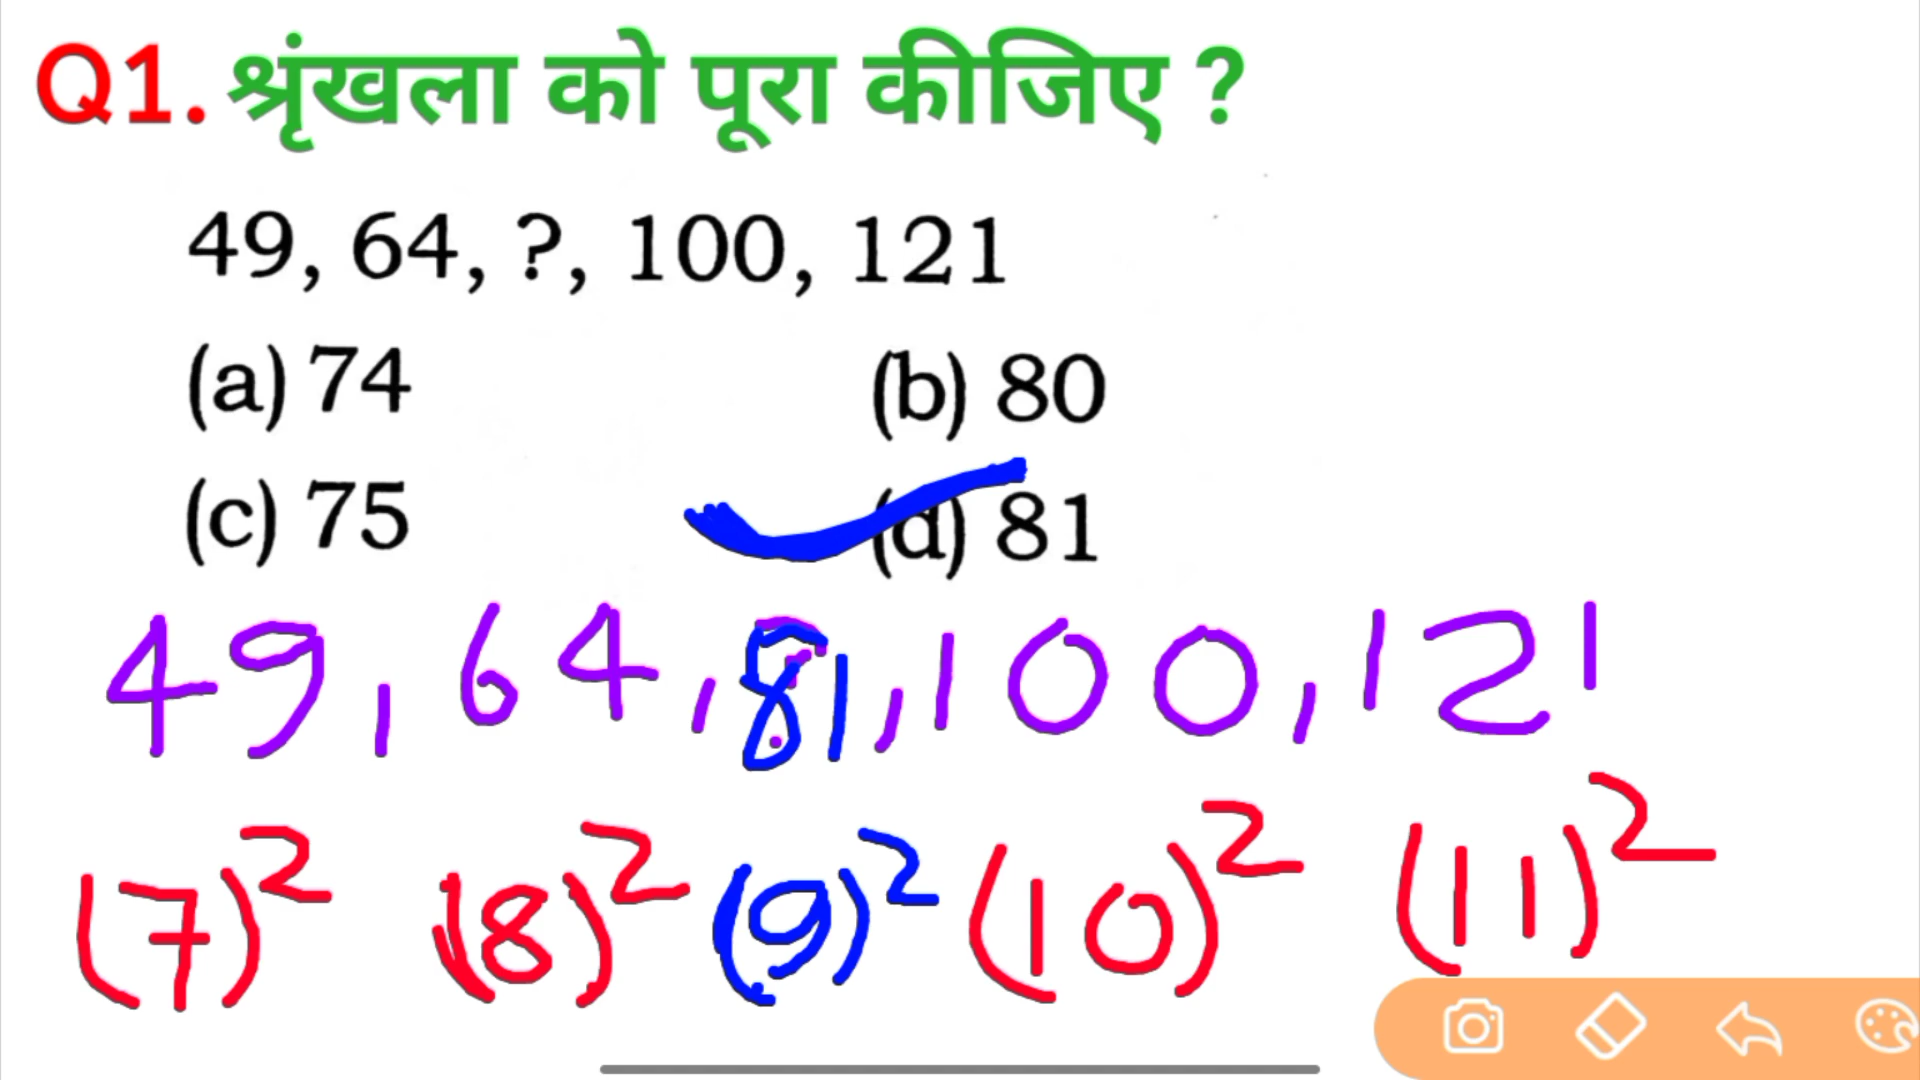 Q1. श्रृंखला को पूरा कीजिए ?
49, 64, ?, 100, 121
(a) 74 (b) 80
(c) 75 (d) 81
49, 64, 81, 100, 121
(7)² (8)² (9)² (10)² (11)²